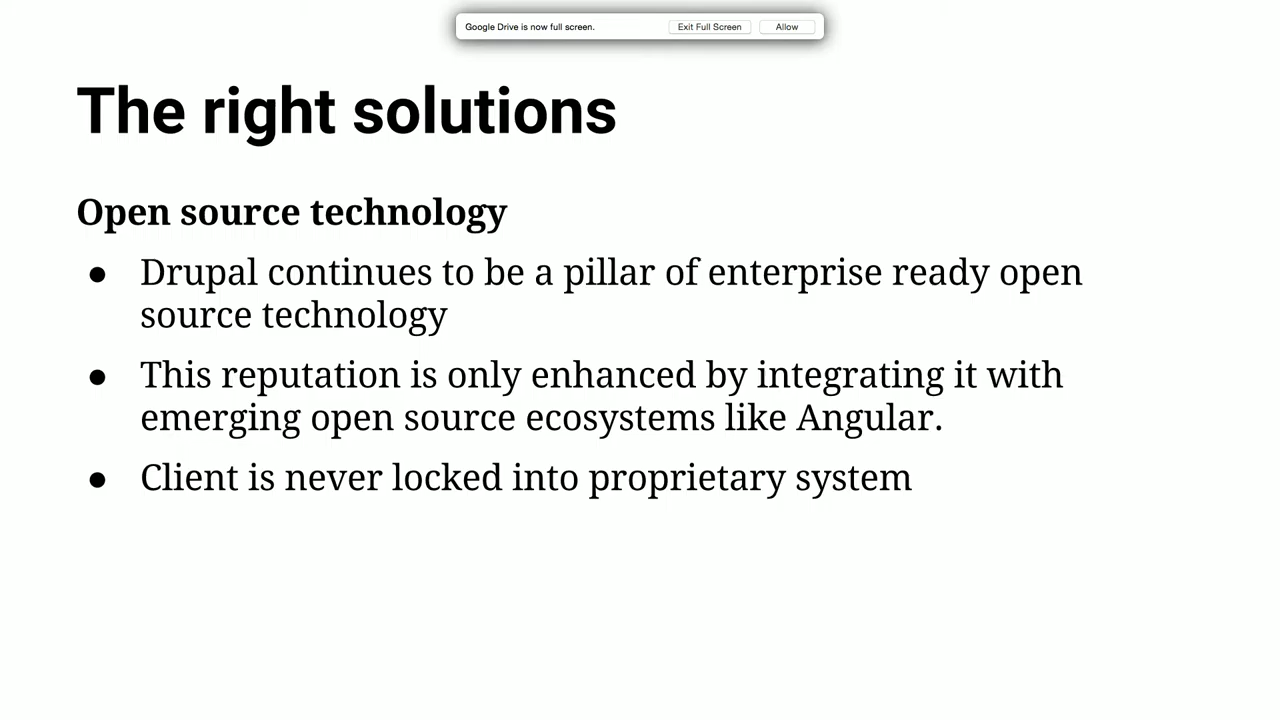 Google Drive is now full screen. Exit Full Screen Allow
The right solutions
Open source technology
● Drupal continues to be a pillar of enterprise ready open
source technology
● This reputation is only enhanced by integrating it with
emerging open source ecosystems like Angular.
● Client is never locked into proprietary system